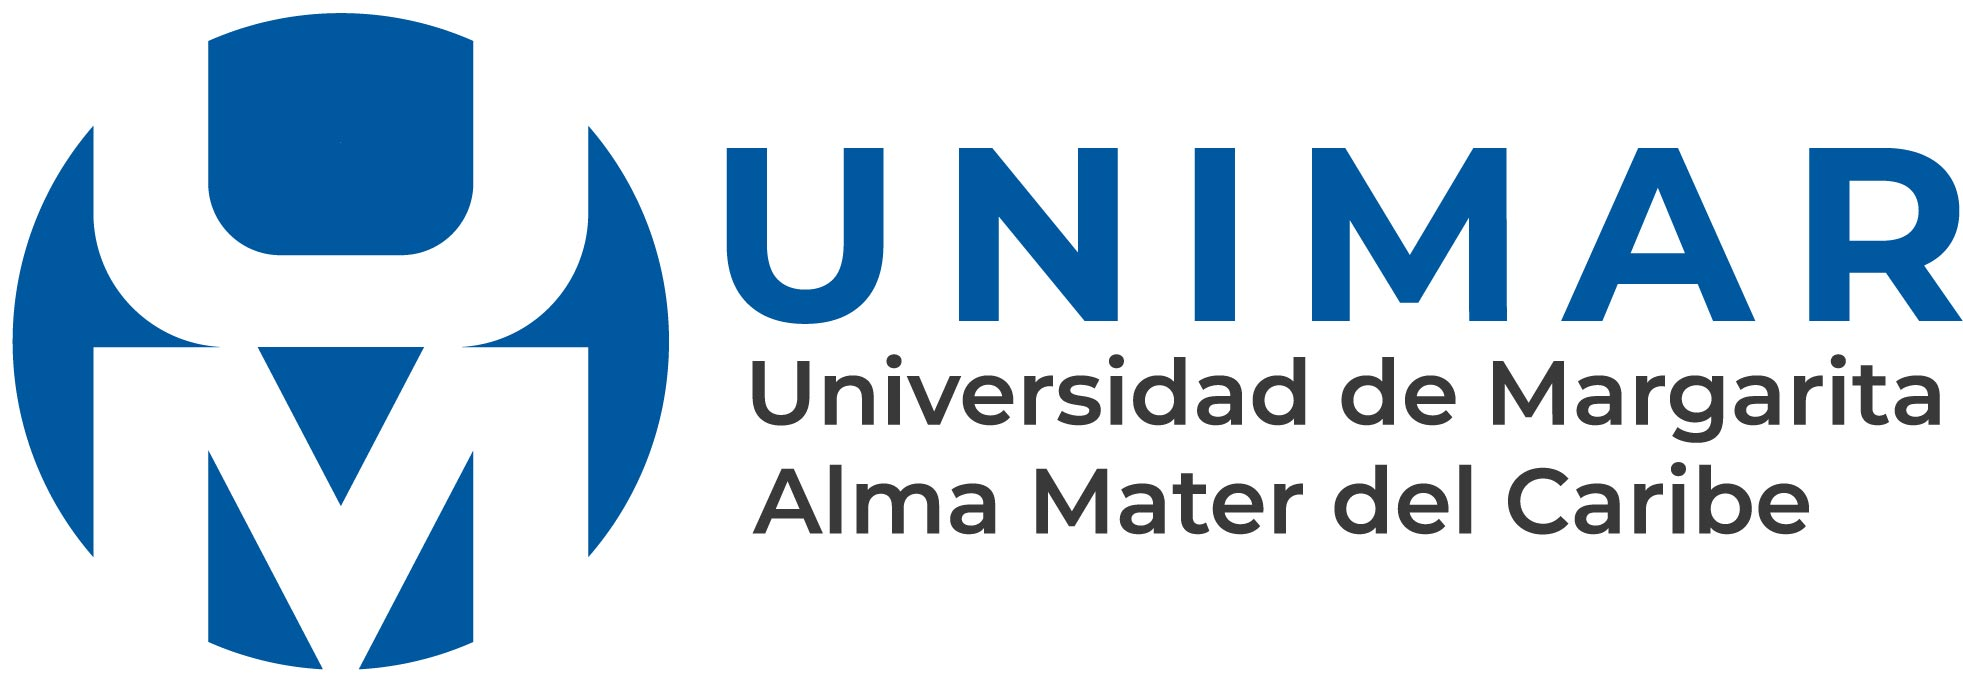 UNIMAR
Universidad de Margarita
Alma Mater del Caribe